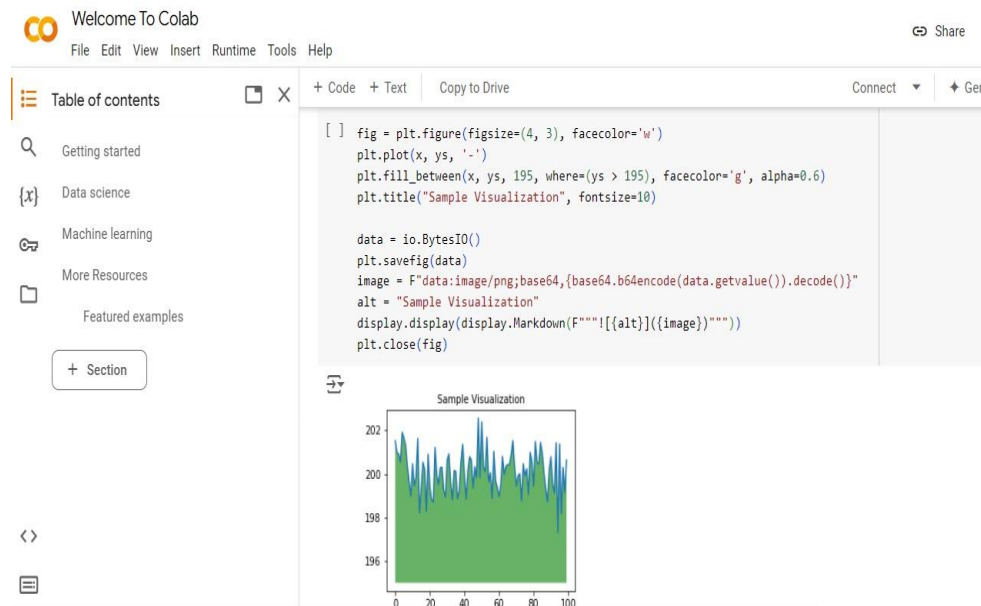 Welcome To Colab
File Edit View Insert Runtime Tools Help
Share
Table of contents
+ Code + Text Copy to Drive
Connect
Getting started
Data science
Machine learning
More Resources
Featured examples
+ Section
[ ] fig = plt.figure(figsize=(4, 3), facecolor='w')
plt.plot(x, ys, '-')
plt.fill_between(x, ys, 195, where=(ys > 195), facecolor='g', alpha=0.6)
plt.title("Sample Visualization", fontsize=10)
data = io.BytesIO()
plt.savefig(data)
image = F"data:image/png;base64,{base64.b64encode(data.getvalue()).decode()}"
alt = "Sample Visualization"
display.display(display.Markdown(F"""![{alt}]({image})"""))
plt.close(fig)
Sample Visualization
202
200
198
196
0 20 40 60 80 100